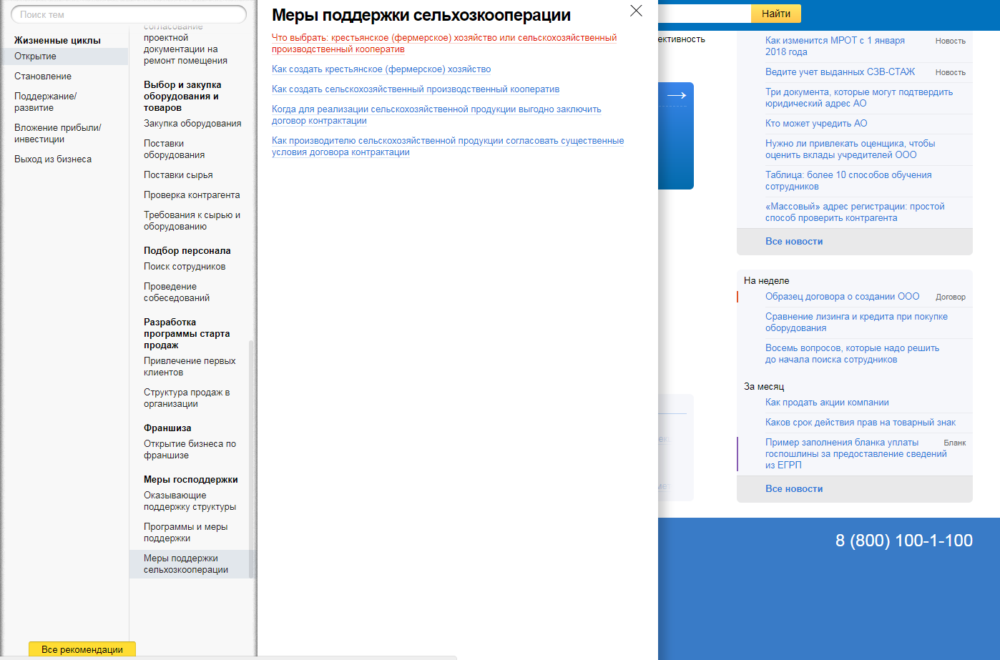 Поиск тем
Жизненные циклы
Открытие
Становление
Поддержание/
развитие
Вложение прибыли/
инвестиции
Выход из бизнеса
Все рекомендации
согласование
проектной
документации на
ремонт помещения
Выбор и закупка
оборудования и
товаров
Закупка оборудования
Поставки
оборудования
Поставки сырья
Проверка контрагента
Требования к сырью и
оборудованию
Подбор персонала
Поиск сотрудников
Проведение
собеседований
Разработка
программы старта
продаж
Привлечение первых
клиентов
Структура продаж в
организации
Франшиза
Открытие бизнеса по
франшизе
Меры господдержки
Оказывающие
поддержку структуры
Программы и меры
поддержки
Меры поддержки
сельхозкооперации
Меры поддержки сельхозкооперации
Что выбрать: крестьянское (фермерское) хозяйство или сельскохозяйственный
производственный кооператив
Как создать крестьянское (фермерское) хозяйство
Как создать сельскохозяйственный производственный кооператив
Когда для реализации сельскохозяйственной продукции выгодно заключить
договор контрактации
Как производителю сельскохозяйственной продукции согласовать существенные
условия договора контрактации
Найти
ективность
Как изменится МРОТ с 1 января Новость
2018 года
Ведите учет выданных СЗВ-СТАЖ Новость
Три документа, которые могут подтвердить
юридический адрес АО
Кто может учредить АО
Нужно ли привлекать оценщика, чтобы
оценить вклады учредителей ООО
Таблица: более 10 способов обучения
сотрудников
«Массовый» адрес регистрации: простой
способ проверить контрагента
Все новости
На неделе
Образец договора о создании ООО Договор
Сравнение лизинга и кредита при покупке
оборудования
Восемь вопросов, которые надо решить
до начала поиска сотрудников
За месяц
Как продать акции компании
Каков срок действия прав на товарный знак
Пример заполнения бланка уплаты Бланк
госпошлины за предоставление сведений
из ЕГРП
Все новости
8 (800) 100-1-100